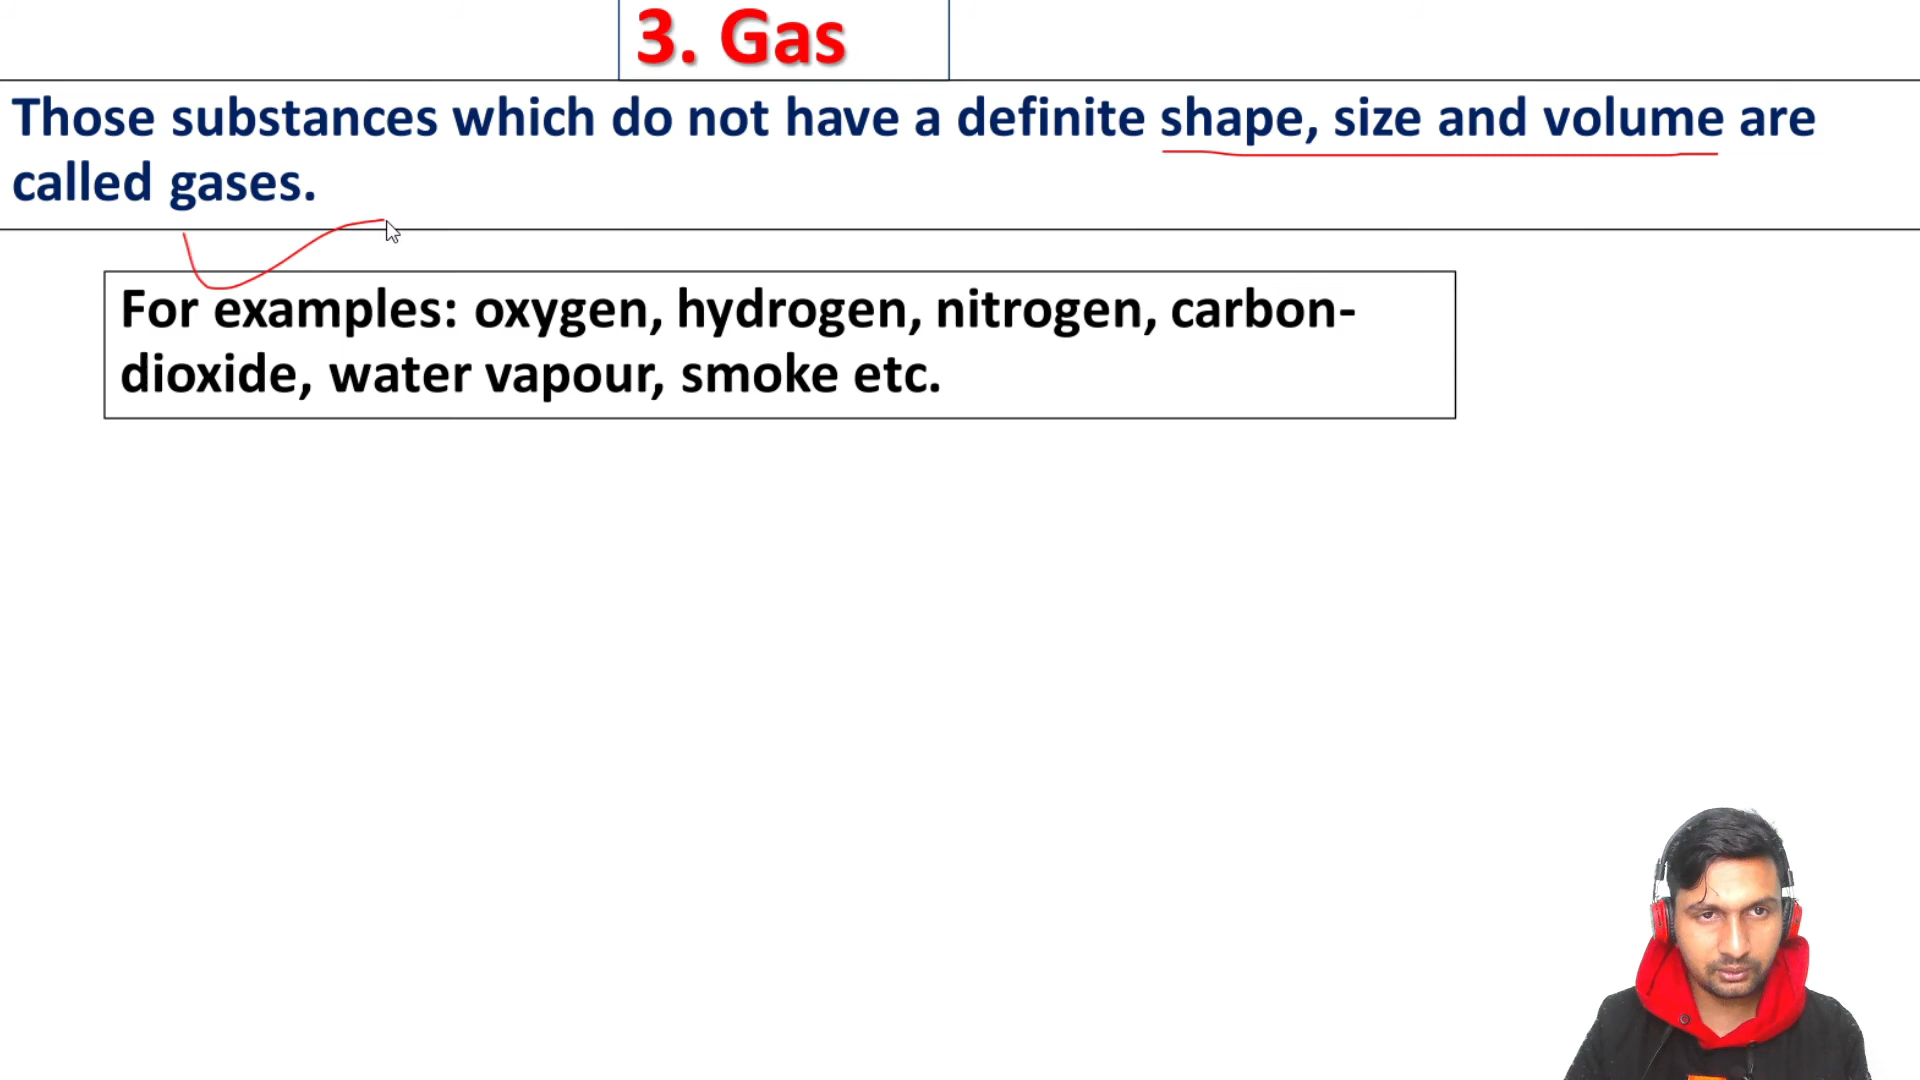 3. Gas
Those substances which do not have a definite shape, size and volume are
called gases.
For examples: oxygen, hydrogen, nitrogen, carbon-
dioxide, water vapour, smoke etc.